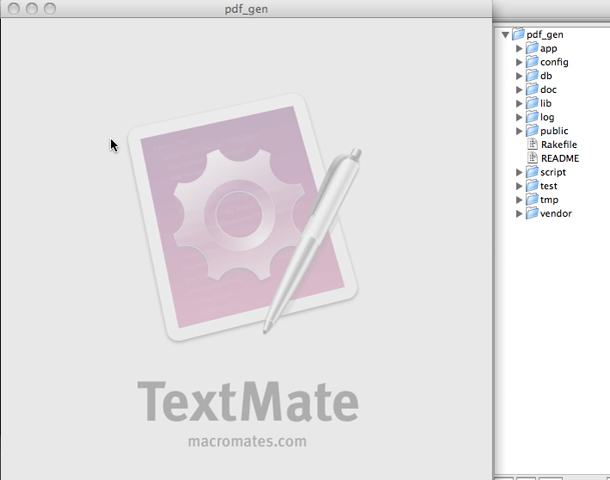 pdf_gen
TextMate
macromates.com
pdf_gen
app
config
db
doc
lib
log
public
Rakefile
README
script
test
tmp
vendor